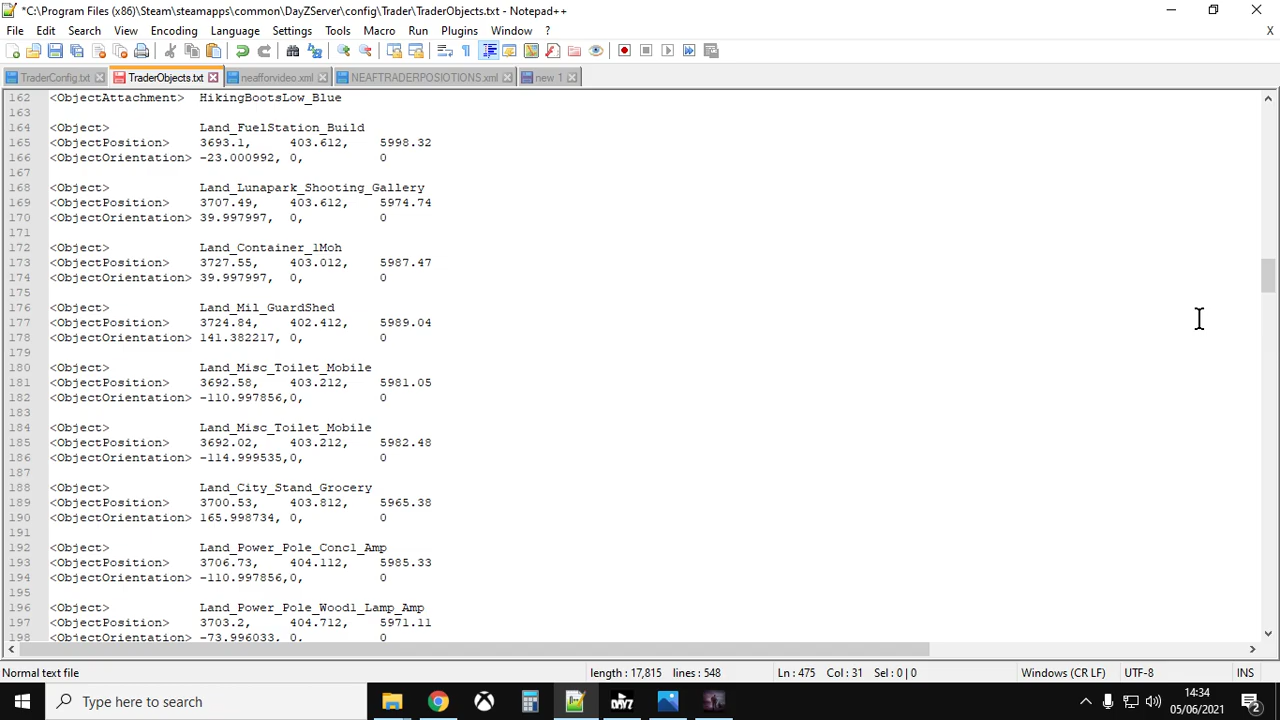 *C:\Program Files (x86)\Steam\steamapps\common\DayZServer\config\Trader\TraderObjects.txt - Notepad++
File Edit Search View Encoding Language Settings Tools Macro Run Plugins Window ? X
TraderConfig.txt TraderObjects.txt neafforvideo.xml NEAFTRADERPOSIOTIONS.xml new 1
162 <ObjectAttachment> HikingBootsLow_Blue
163
164 <Object> Land_FuelStation_Build
165 <ObjectPosition> 3693.1, 403.612, 5998.32
166 <ObjectOrientation> -23.000992, 0, 0
167
168 <Object> Land_Lunapark_Shooting_Gallery
169 <ObjectPosition> 3707.49, 403.612, 5974.74
170 <ObjectOrientation> 39.997997, 0, 0
171
172 <Object> Land_Container_1Moh
173 <ObjectPosition> 3727.55, 403.012, 5987.47
174 <ObjectOrientation> 39.997997, 0, 0
175
176 <Object> Land_Mil_GuardShed
177 <ObjectPosition> 3724.84, 402.412, 5989.04
178 <ObjectOrientation> 141.382217, 0, 0
179
180 <Object> Land_Misc_Toilet_Mobile
181 <ObjectPosition> 3692.58, 403.212, 5981.05
182 <ObjectOrientation> -110.997856,0, 0
183
184 <Object> Land_Misc_Toilet_Mobile
185 <ObjectPosition> 3692.02, 403.212, 5982.48
186 <ObjectOrientation> -114.999535,0, 0
187
188 <Object> Land_City_Stand_Grocery
189 <ObjectPosition> 3700.53, 403.812, 5965.38
190 <ObjectOrientation> 165.998734, 0, 0
191
192 <Object> Land_Power_Pole_Conc1_Amp
193 <ObjectPosition> 3706.73, 404.112, 5985.33
194 <ObjectOrientation> -110.997856,0, 0
195
196 <Object> Land_Power_Pole_Wood1_Lamp_Amp
197 <ObjectPosition> 3703.2, 404.712, 5971.11
198 <ObjectOrientation> -73.996033, 0, 0
Normal text file length : 17,815 lines : 548 Ln : 475 Col : 31 Sel : 0 | 0 Windows (CR LF) UTF-8 INS
Type here to search DAYZ 14:34
05/06/2021 2